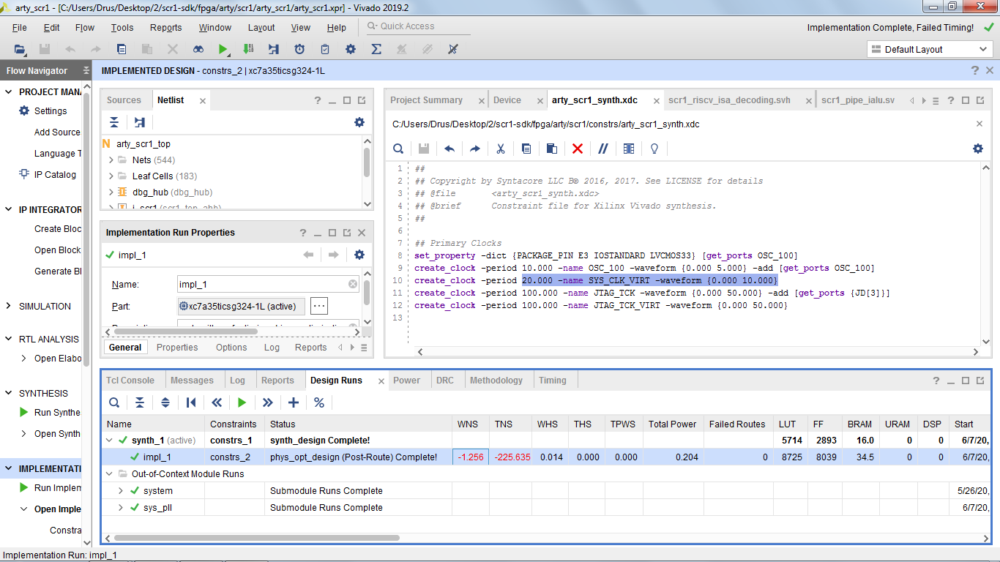 arty_scr1 - [C:/Users/Drus/Desktop/2/scr1-sdk/fpga/arty/scr1/arty_scr1/arty_scr1.xpr] - Vivado 2019.2
File Edit Flow Tools Reports Window Layout View Help Quick Access
Implementation Complete, Failed Timing!
Default Layout
Flow Navigator
IMPLEMENTED DESIGN - constrs_2 | xc7a35ticsg324-1L
PROJECT MANA
Settings
Add Source
Language T
IP Catalog
IP INTEGRATOR
Create Bloc
Open Block
Generate Bl
SIMULATION
RTL ANALYSIS
Open Elabo
SYNTHESIS
Run Synthe
Open Synth
IMPLEMENTATI
Run Implem
Open Imple
Constra
Sources Netlist
arty_scr1_top
Nets (544)
Leaf Cells (183)
dbg_hub (dbg_hub)
i_scr1 (scr1_top_ahb)
Implementation Run Properties
impl_1
Name: impl_1
Part: xc7a35ticsg324-1L (active)
General Properties Options Log Reports
Project Summary Device arty_scr1_synth.xdc scr1_riscv_isa_decoding.svh scr1_pipe_ialu.sv
C:/Users/Drus/Desktop/2/scr1-sdk/fpga/arty/scr1/constrs/arty_scr1_synth.xdc
1 ##
2 ## Copyright by Syntacore LLC В© 2016, 2017. See LICENSE for details
3 ## @file <arty_scr1_synth.xdc>
4 ## @brief Constraint file for Xilinx Vivado synthesis.
5 ##
6
7 ## Primary Clocks
8 set_property -dict {PACKAGE_PIN E3 IOSTANDARD LVCMOS33} [get_ports OSC_100]
9 create_clock -period 10.000 -name OSC_100 -waveform {0.000 5.000} -add [get_ports OSC_100]
10 create_clock -period 20.000 -name SYS_CLK_VIRT -waveform {0.000 10.000}
11 create_clock -period 100.000 -name JTAG_TCK -waveform {0.000 50.000} -add [get_ports {JD[3]}]
12 create_clock -period 100.000 -name JTAG_TCK_VIRT -waveform {0.000 50.000}
13
Tcl Console Messages Log Reports Design Runs Power DRC Methodology Timing
Name Constraints Status WNS TNS WHS THS TPWS Total Power Failed Routes LUT FF BRAM URAM DSP Start
synth_1 (active) constrs_1 synth_design Complete! 5714 2893 16.0 0 0 6/7/20,
impl_1 constrs_2 phys_opt_design (Post-Route) Complete! -1.256 -225.635 0.014 0.000 0.000 0.204 0 8725 8039 34.5 0 0 6/7/20,
Out-of-Context Module Runs
system Submodule Runs Complete 5/26/20,
sys_pll Submodule Runs Complete 6/7/20,
Implementation Run: impl_1